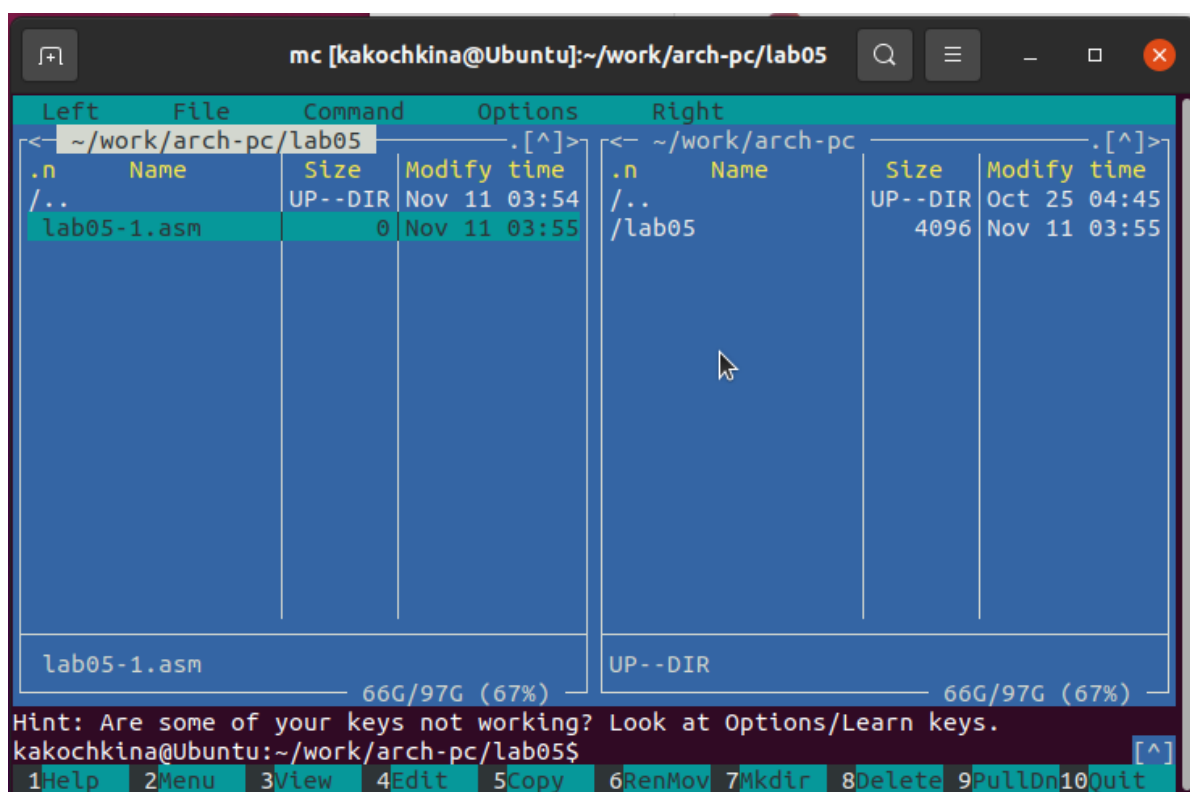 mc [kakochkina@Ubuntu]:~/work/arch-pc/lab05
Left File Command Options Right
<─ ~/work/arch-pc/lab05 ─.[^]>
.n Name Size Modify time
/.. UP--DIR Nov 11 03:54
lab05-1.asm 0 Nov 11 03:55
lab05-1.asm
66G/97G (67%)
<─ ~/work/arch-pc ─.[^]>
.n Name Size Modify time
/.. UP--DIR Oct 25 04:45
/lab05 4096 Nov 11 03:55
UP--DIR
66G/97G (67%)
Hint: Are some of your keys not working? Look at Options/Learn keys.
kakochkina@Ubuntu:~/work/arch-pc/lab05$ [^]
1Help 2Menu 3View 4Edit 5Copy 6RenMov 7Mkdir 8Delete 9PullDn 10Quit